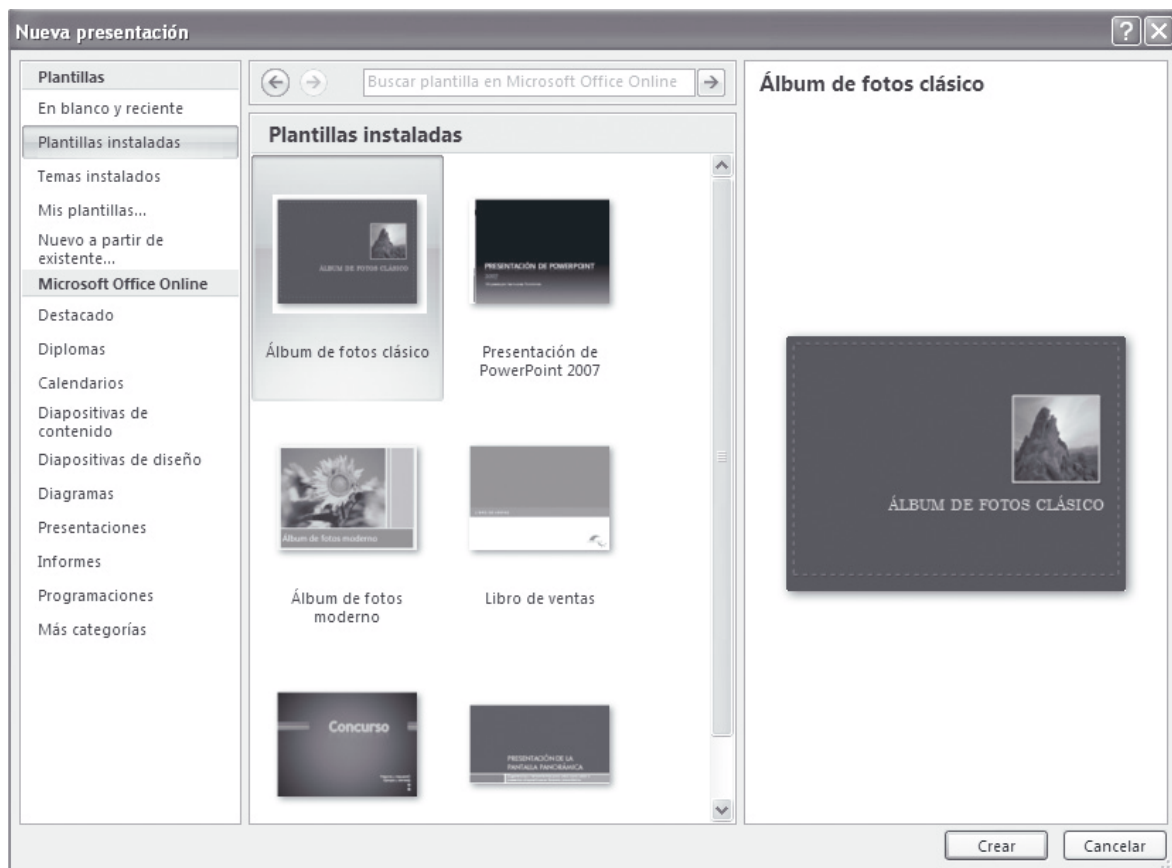 Nueva presentación
Plantillas
En blanco y reciente
Plantillas instaladas
Temas instalados
Mis plantillas...
Nuevo a partir de
existente...
Microsoft Office Online
Destacado
Diplomas
Calendarios
Diapositivas de
contenido
Diapositivas de diseño
Diagramas
Presentaciones
Informes
Programaciones
Más categorías
Buscar plantilla en Microsoft Office Online
Plantillas instaladas
ÁLBUM DE FOTOS CLÁSICO
Álbum de fotos clásico
PRESENTACIÓN DE POWERPOINT
2007
Presentación de
PowerPoint 2007
Álbum de fotos moderno
Álbum de fotos
moderno
Libro de ventas
Concurso
PRESENTACIÓN DE LA
PANTALLA PANORÁMICA
Álbum de fotos clásico
ÁLBUM DE FOTOS CLÁSICO
Crear
Cancelar